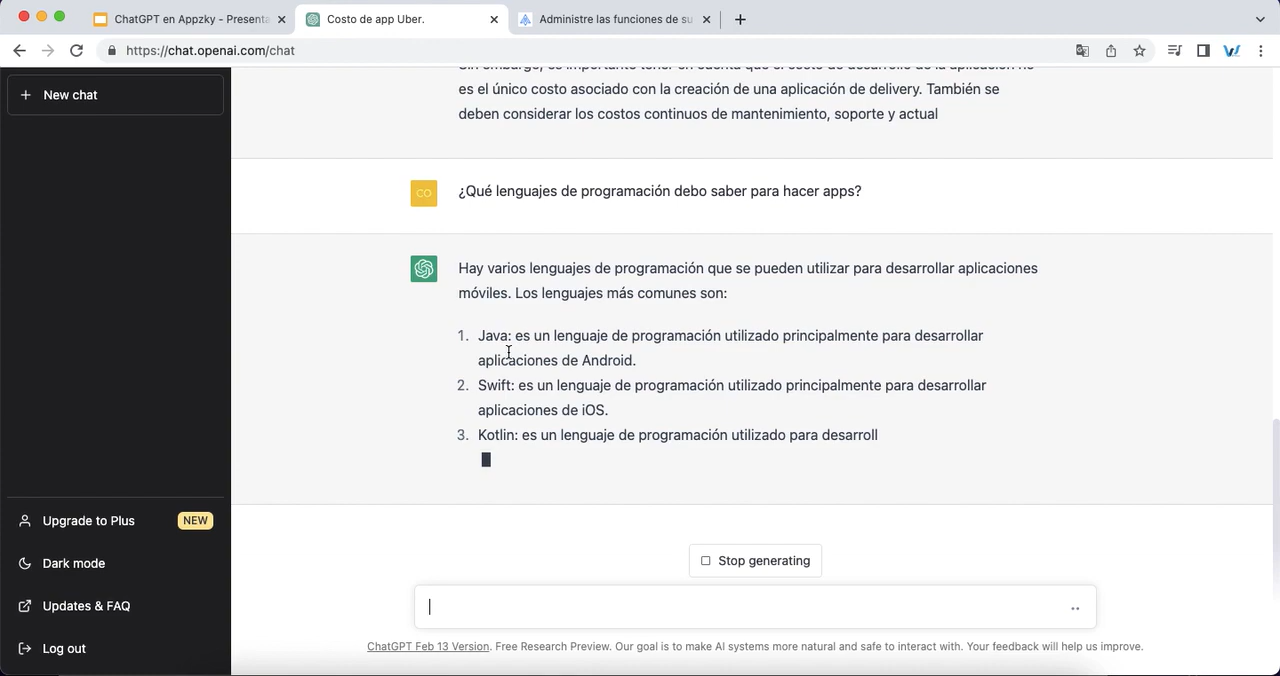 ChatGPT en Appzky - Presenta
Costo de app Uber.
Administre las funciones de su
https://chat.openai.com/chat
New chat
es el único costo asociado con la creación de una aplicación de delivery. También se
deben considerar los costos continuos de mantenimiento, soporte y actual
CO
¿Qué lenguajes de programación debo saber para hacer apps?
Hay varios lenguajes de programación que se pueden utilizar para desarrollar aplicaciones
móviles. Los lenguajes más comunes son:
1. Java: es un lenguaje de programación utilizado principalmente para desarrollar
aplicaciones de Android.
2. Swift: es un lenguaje de programación utilizado principalmente para desarrollar
aplicaciones de iOS.
3. Kotlin: es un lenguaje de programación utilizado para desarroll
Upgrade to Plus NEW
Dark mode
Updates & FAQ
Log out
Stop generating
ChatGPT Feb 13 Version. Free Research Preview. Our goal is to make AI systems more natural and safe to interact with. Your feedback will help us improve.